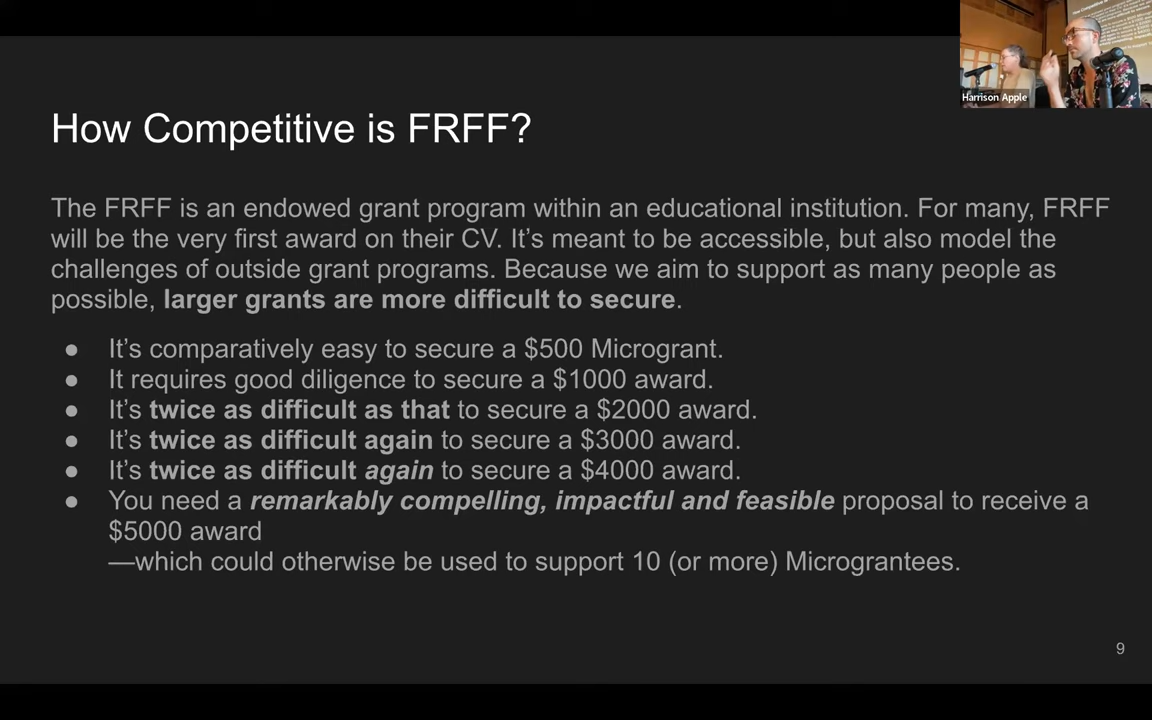 How Competitive is FRFF?
The FRFF is an endowed grant program within an educational institution. For many, FRFF
will be the very first award on their CV. It’s meant to be accessible, but also model the
challenges of outside grant programs. Because we aim to support as many people as
possible, larger grants are more difficult to secure.
● It’s comparatively easy to secure a $500 Microgrant.
● It requires good diligence to secure a $1000 award.
● It’s twice as difficult as that to secure a $2000 award.
● It’s twice as difficult again to secure a $3000 award.
● It’s twice as difficult again to secure a $4000 award.
● You need a remarkably compelling, impactful and feasible proposal to receive a
$5000 award
—which could otherwise be used to support 10 (or more) Micrograntees.
9
Harrison Apple